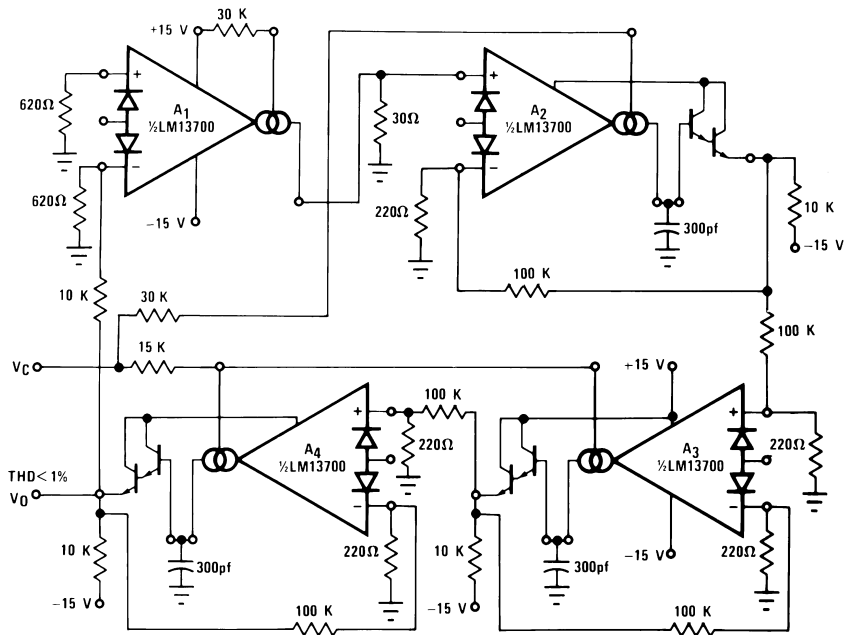 +15 V
30 K
620Ω
+
A1
½LM13700
−
620Ω
−15 V
30Ω
+
A2
½LM13700
−
220Ω
300pf
10 K
−15 V
10 K
30 K
100 K
100 K
VC
15 K
+15 V
100 K
+
A4
½LM13700
−
220Ω
+
A3
½LM13700
−
220Ω
THD< 1%
VO
10 K
−15 V
300pf
220Ω
10 K
−15 V
300pf
−15 V
220Ω
100 K
100 K